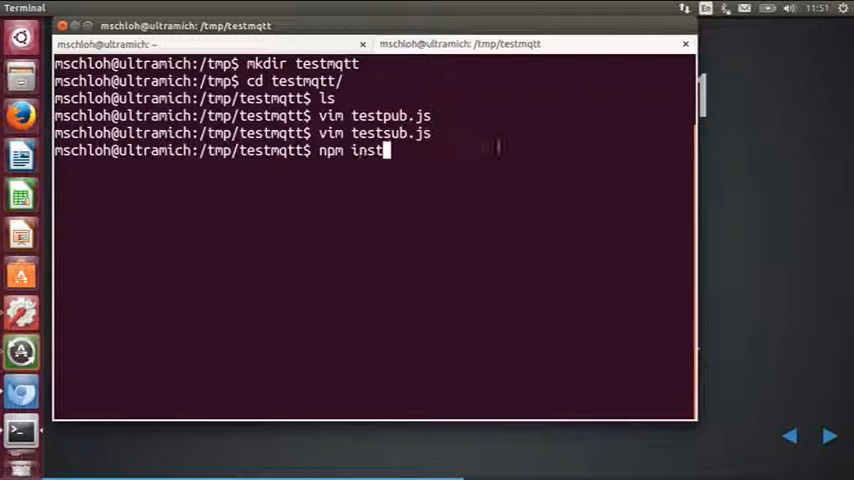 Terminal
En
11:51
mschloh@ultramich: /tmp/testmqtt
mschloh@ultramich: ~
mschloh@ultramich: /tmp/testmqtt
mschloh@ultramich:/tmp$ mkdir testmqtt
mschloh@ultramich:/tmp$ cd testmqtt/
mschloh@ultramich:/tmp/testmqtt$ ls
mschloh@ultramich:/tmp/testmqtt$ vim testpub.js
mschloh@ultramich:/tmp/testmqtt$ vim testsub.js
mschloh@ultramich:/tmp/testmqtt$ npm inst